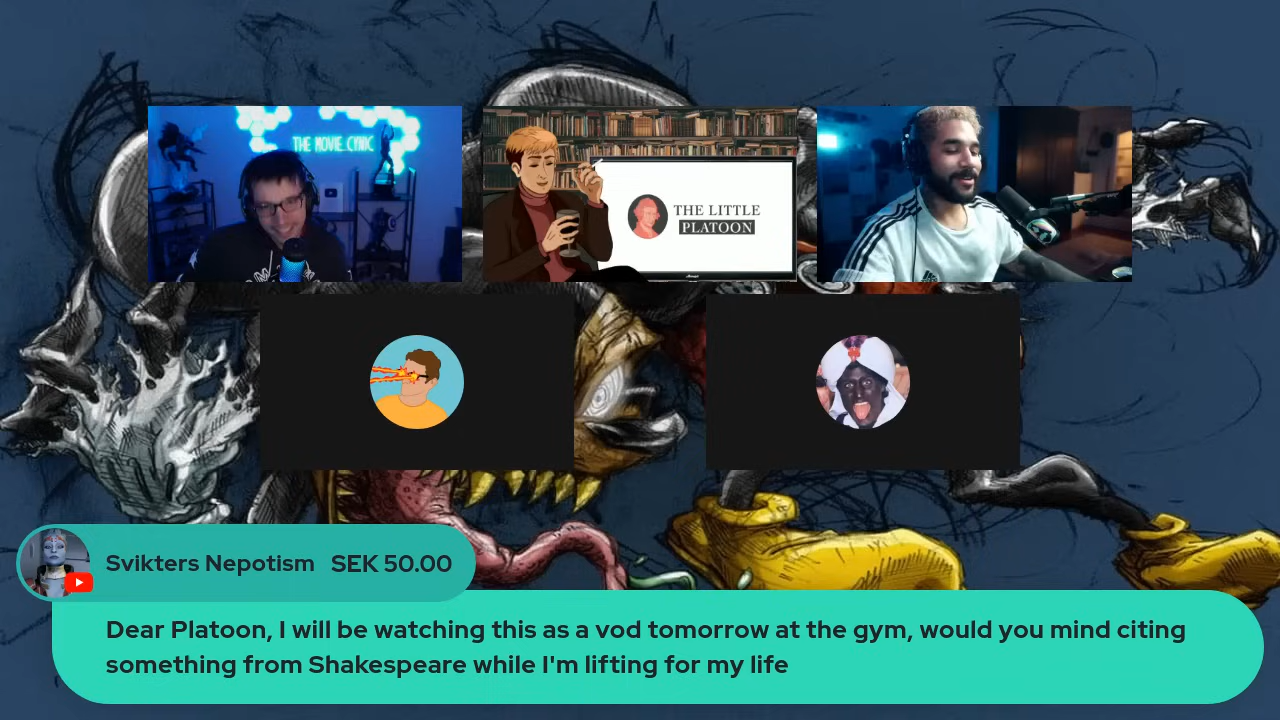 THE MOVIE CYNIC
THE LITTLE
PLATOON
Svikters Nepotism SEK 50.00
Dear Platoon, I will be watching this as a vod tomorrow at the gym, would you mind citing
something from Shakespeare while I'm lifting for my life